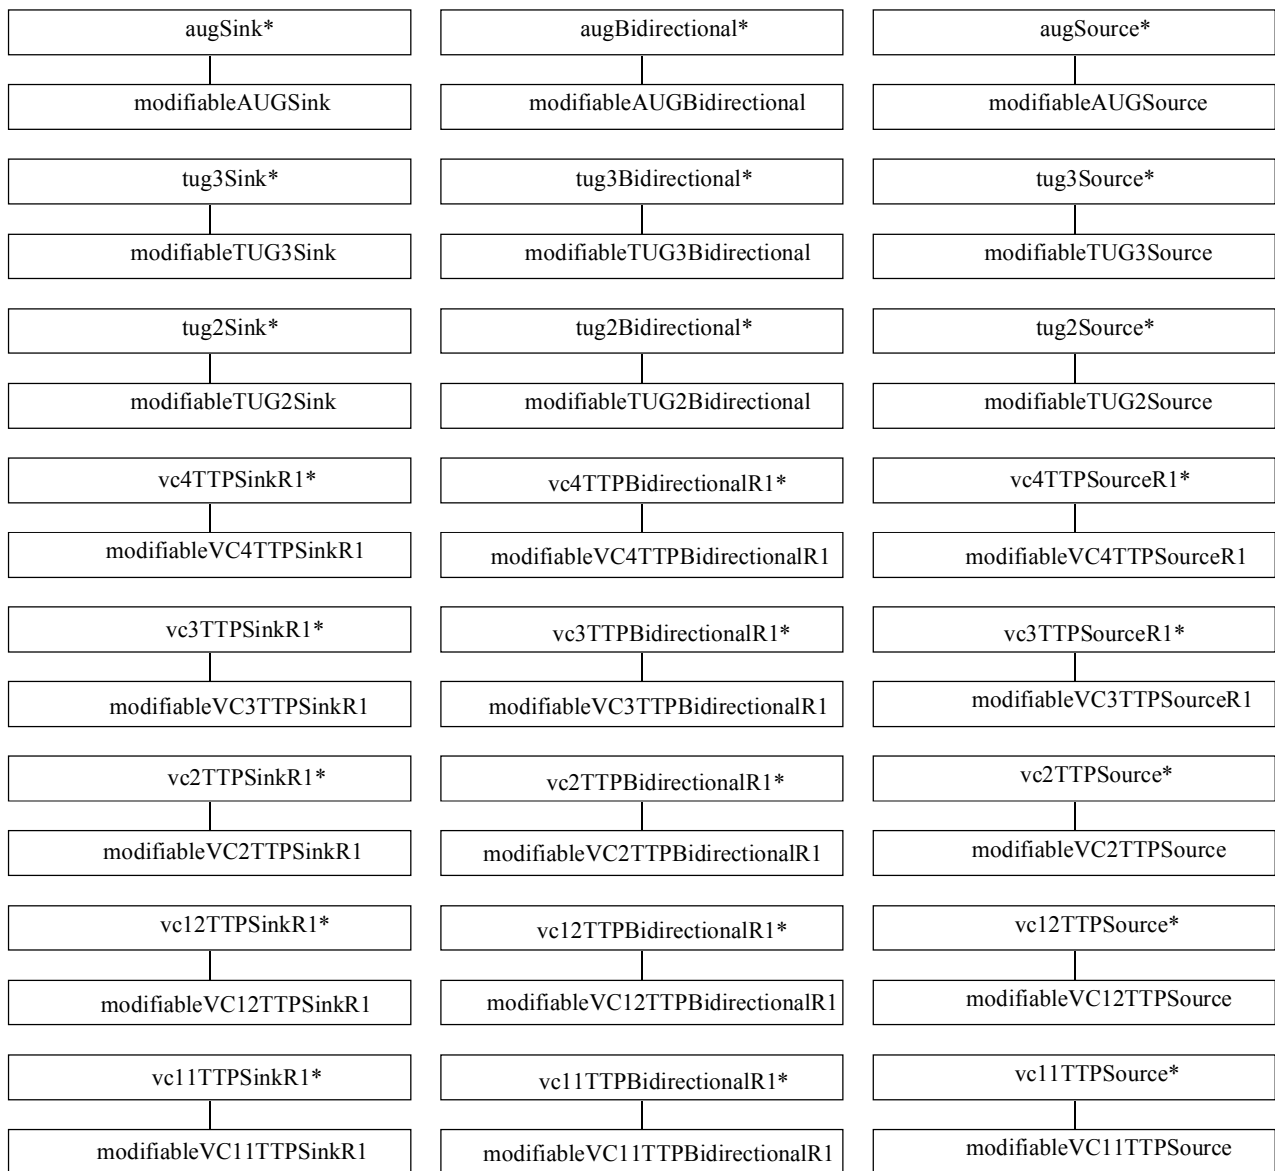 augSink*
augBidirectional*
augSource*
modifiableAUGSink
modifiableAUGBidirectional
modifiableAUGSource
tug3Sink*
tug3Bidirectional*
tug3Source*
modifiableTUG3Sink
modifiableTUG3Bidirectional
modifiableTUG3Source
tug2Sink*
tug2Bidirectional*
tug2Source*
modifiableTUG2Sink
modifiableTUG2Bidirectional
modifiableTUG2Source
vc4TTPSinkR1*
vc4TTPBidirectionalR1*
vc4TTPSourceR1*
modifiableVC4TTPSinkR1
modifiableVC4TTPBidirectionalR1
modifiableVC4TTPSourceR1
vc3TTPSinkR1*
vc3TTPBidirectionalR1*
vc3TTPSourceR1*
modifiableVC3TTPSinkR1
modifiableVC3TTPBidirectionalR1
modifiableVC3TTPSourceR1
vc2TTPSinkR1*
vc2TTPBidirectionalR1*
vc2TTPSource*
modifiableVC2TTPSinkR1
modifiableVC2TTPBidirectionalR1
modifiableVC2TTPSource
vc12TTPSinkR1*
vc12TTPBidirectionalR1*
vc12TTPSource*
modifiableVC12TTPSinkR1
modifiableVC12TTPBidirectionalR1
modifiableVC12TTPSource
vc11TTPSinkR1*
vc11TTPBidirectionalR1*
vc11TTPSource*
modifiableVC11TTPSinkR1
modifiableVC11TTPBidirectionalR1
modifiableVC11TTPSource